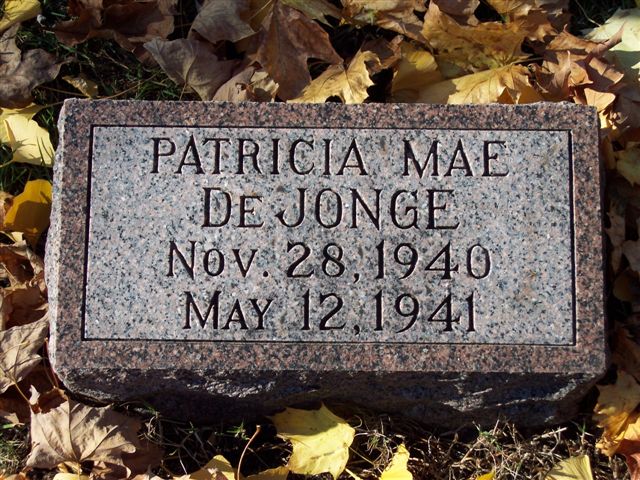 PATRICIA MAE
DeJONGE
Nov. 28, 1940
May 12, 1941